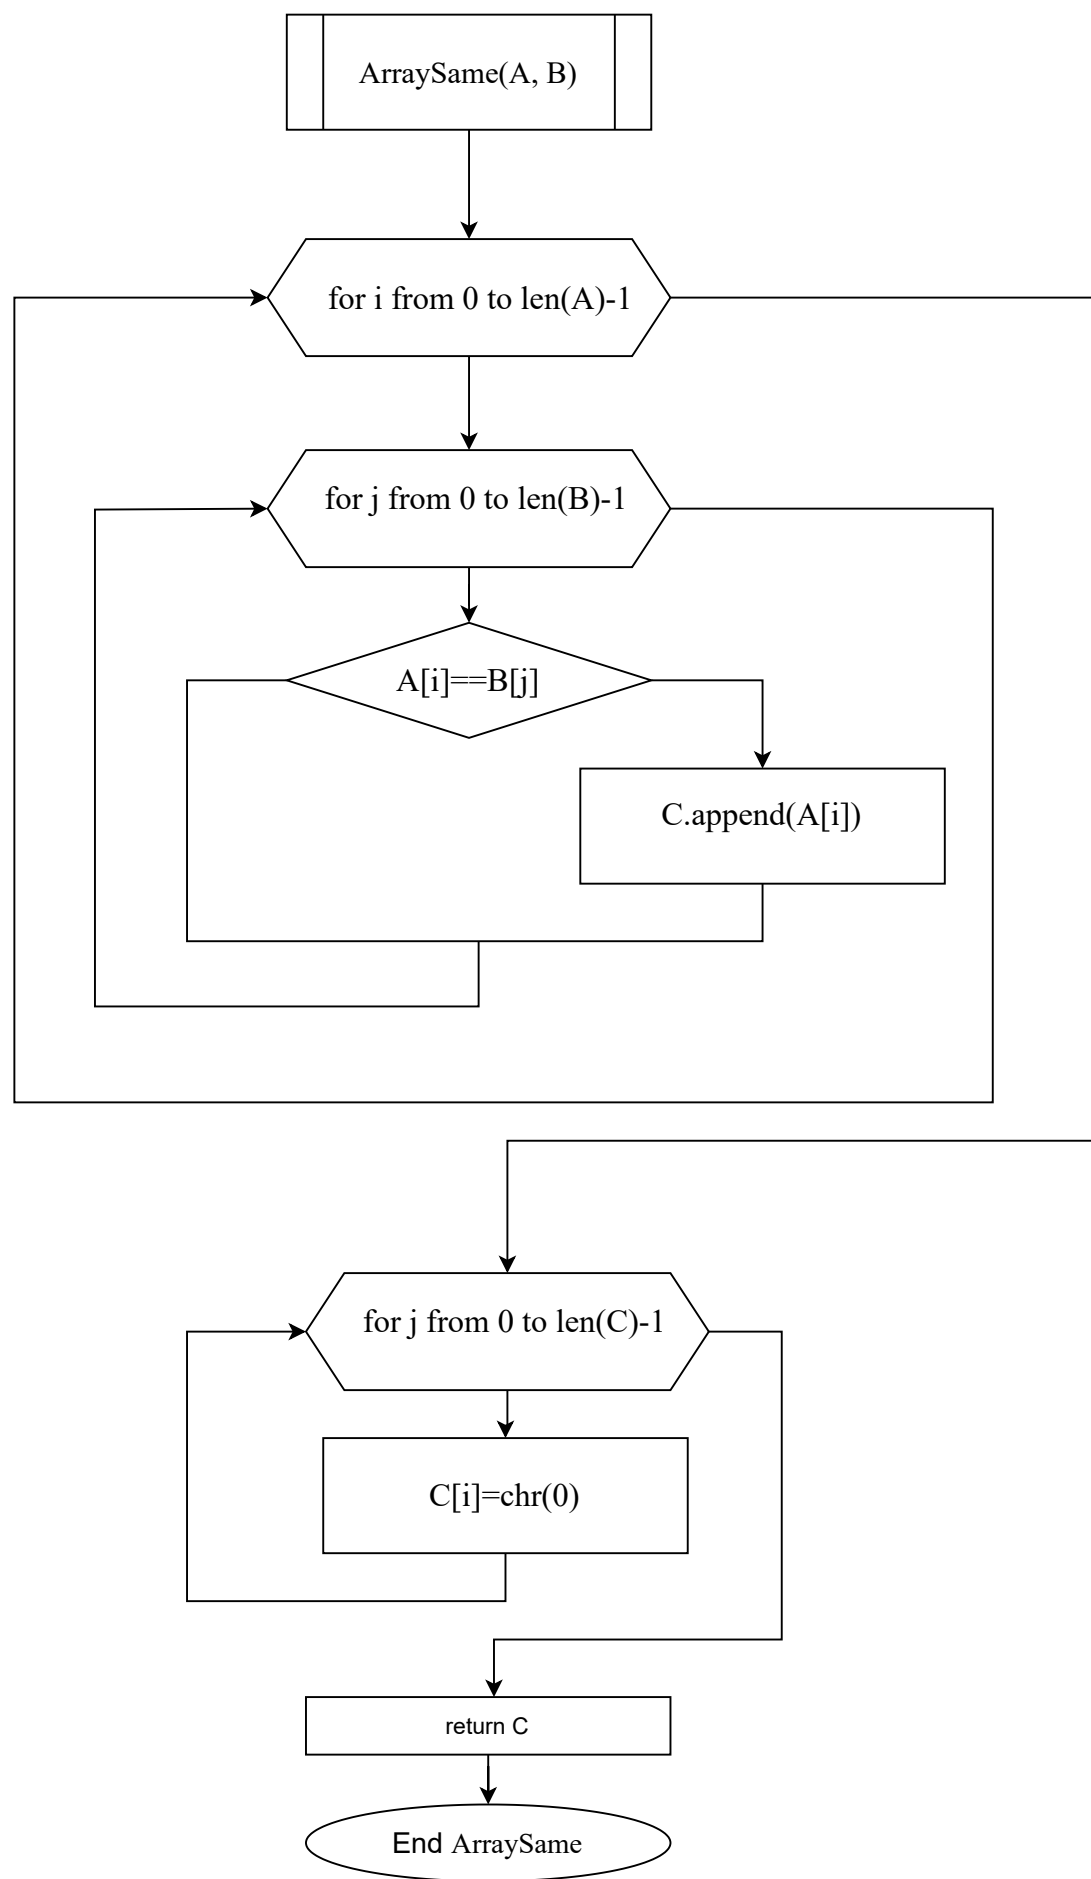 ArraySame(A, B)
for i from 0 to len(A)-1
for j from 0 to len(B)-1
A[i]==B[j]
C.append(A[i])
for j from 0 to len(C)-1
C[i]=chr(0)
return C
End ArraySame